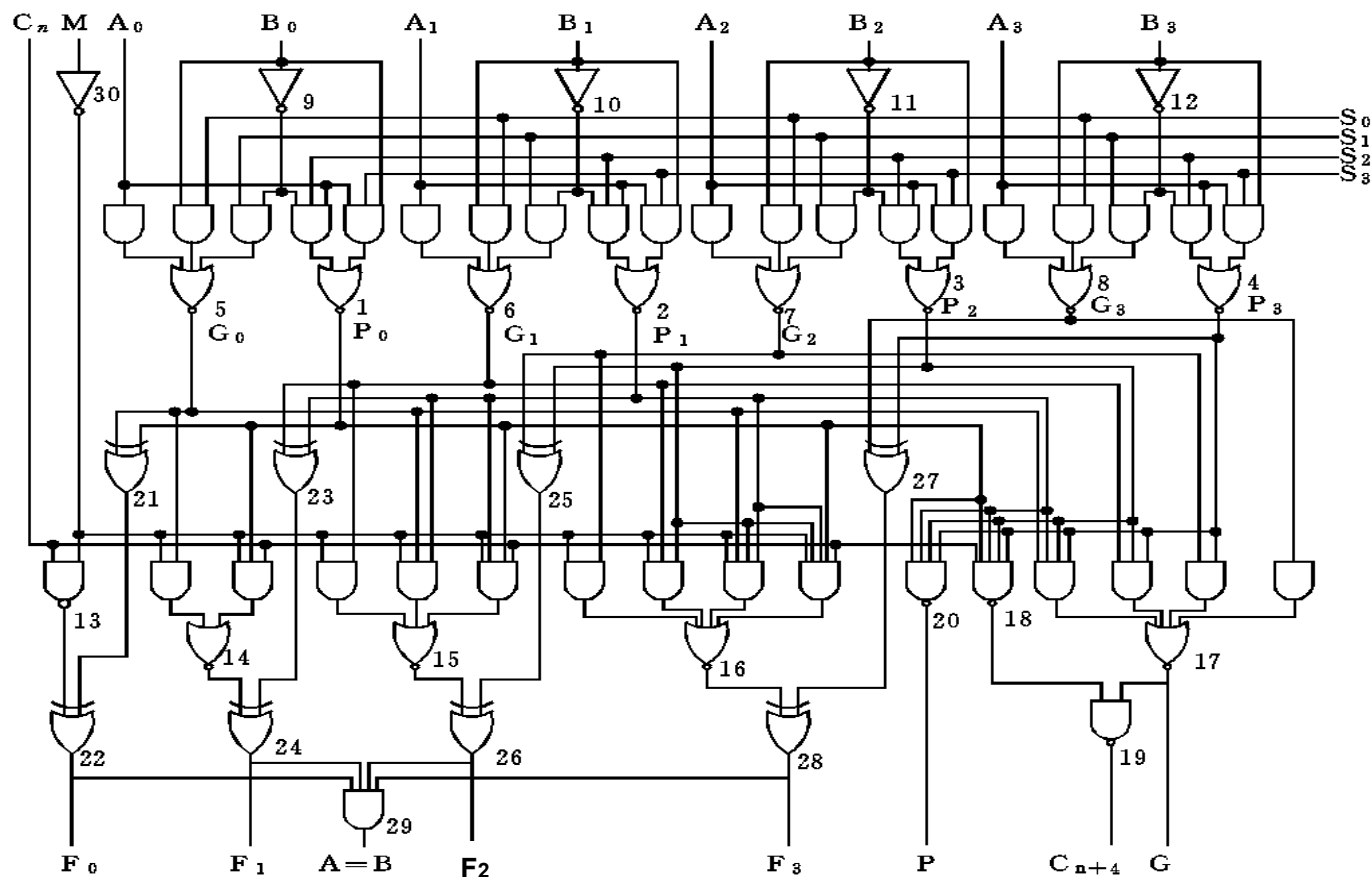 Cn M A0 B0 A1 B1 A2 B2 A3 B3
30 9 10 11 12
S0
S1
S2
S3
5 1 6 2 7 3 8 4
G0 P0 G1 P1 G2 P2 G3 P3
21 23 25 27
13 14 15 16 20 18 17
22 24 26 28 19
29
F0 F1 A=B F2 F3 P Cn+4 G